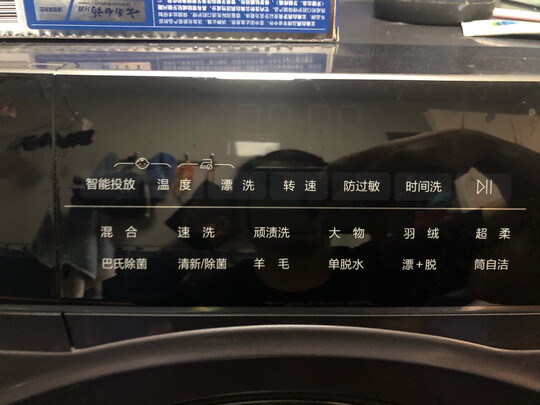 智能投放 温度 漂洗 转速 防过敏 时间洗
混合 速洗 顽渍洗 大物 羽绒 超柔
巴氏除菌 清新/除菌 羊毛 单脱水 漂+脱 筒自洁